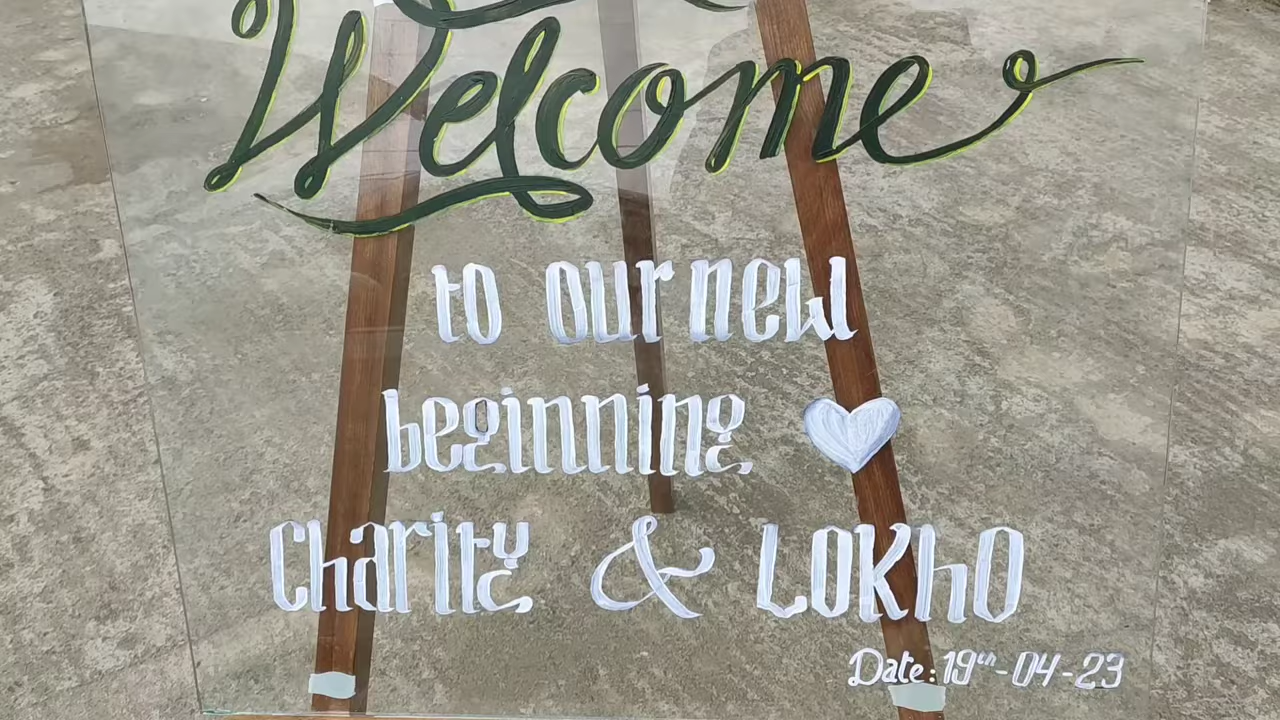 Welcome
to our new
beginning
Charity & LOKhO
Date: 19th-04-23